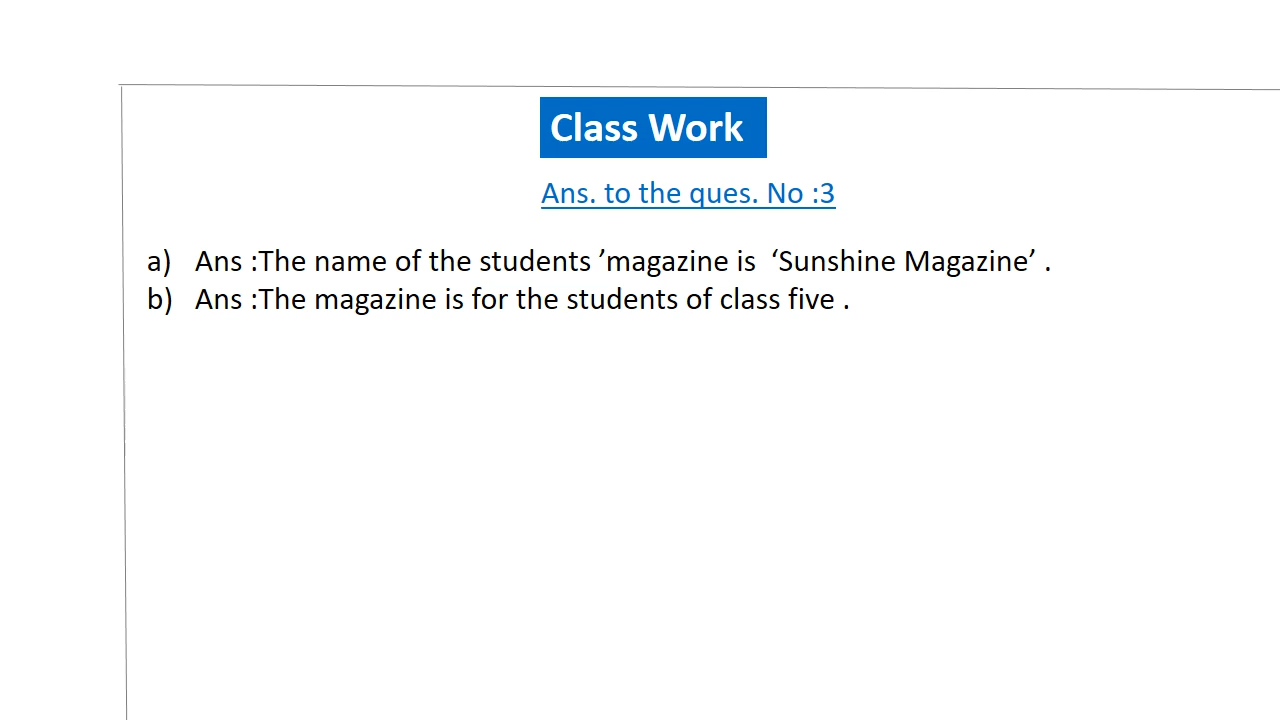 Class Work
Ans. to the ques. No :3
a) Ans :The name of the students ’magazine is ‘Sunshine Magazine’ .
b) Ans :The magazine is for the students of class five .